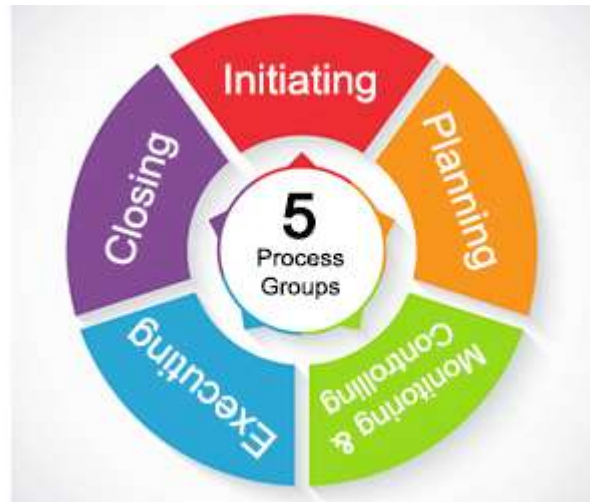 Initiating
Planning
Monitoring &
Controlling
Executing
Closing
5
Process
Groups